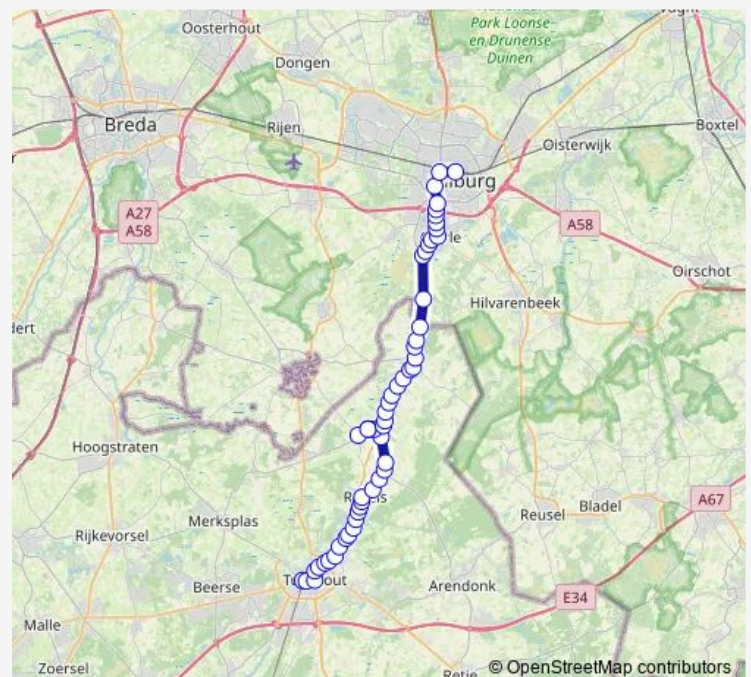 Oosterhout
Park Loonse-
en Drunense
Duinen
Dongen
Breda
Rijen
Boxtel
Oisterwijk
A27
A58
A58
Oirschot
Hilvarenbeek
Hoogstraten
A67
Merksplas
Reusel
Bladel
Rijkevorsel
Beerse
Arendonk
E34
Malle
Zoersel
© OpenStreetMap contributors